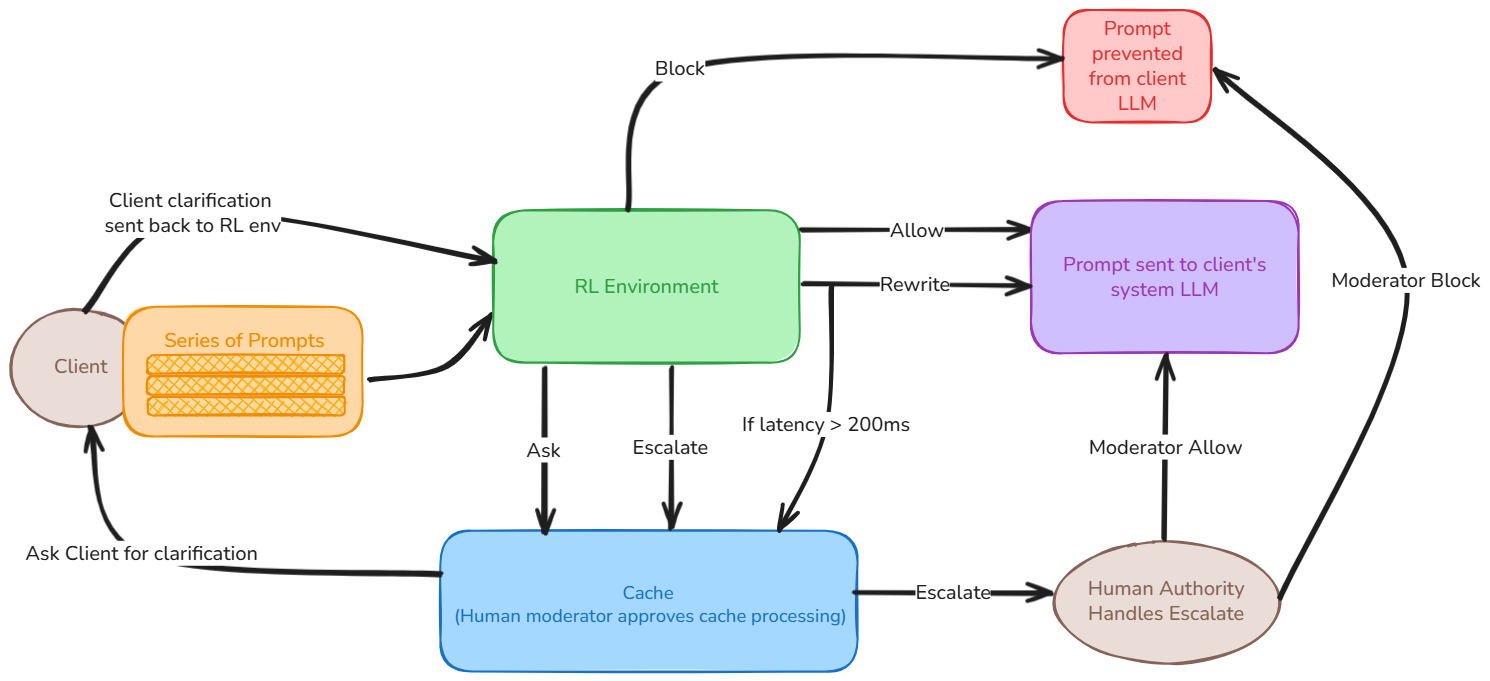 Prompt
prevented
from client
LLM
Block
Client clarification
sent back to RL env
Allow
Prompt sent to client's
system LLM
RL Environment
Rewrite
Moderator Block
Series of Prompts
Client
If latency > 200ms
Ask
Escalate
Moderator Allow
Ask Client for clarification
Cache
(Human moderator approves cache processing)
Escalate
Human Authority
Handles Escalate